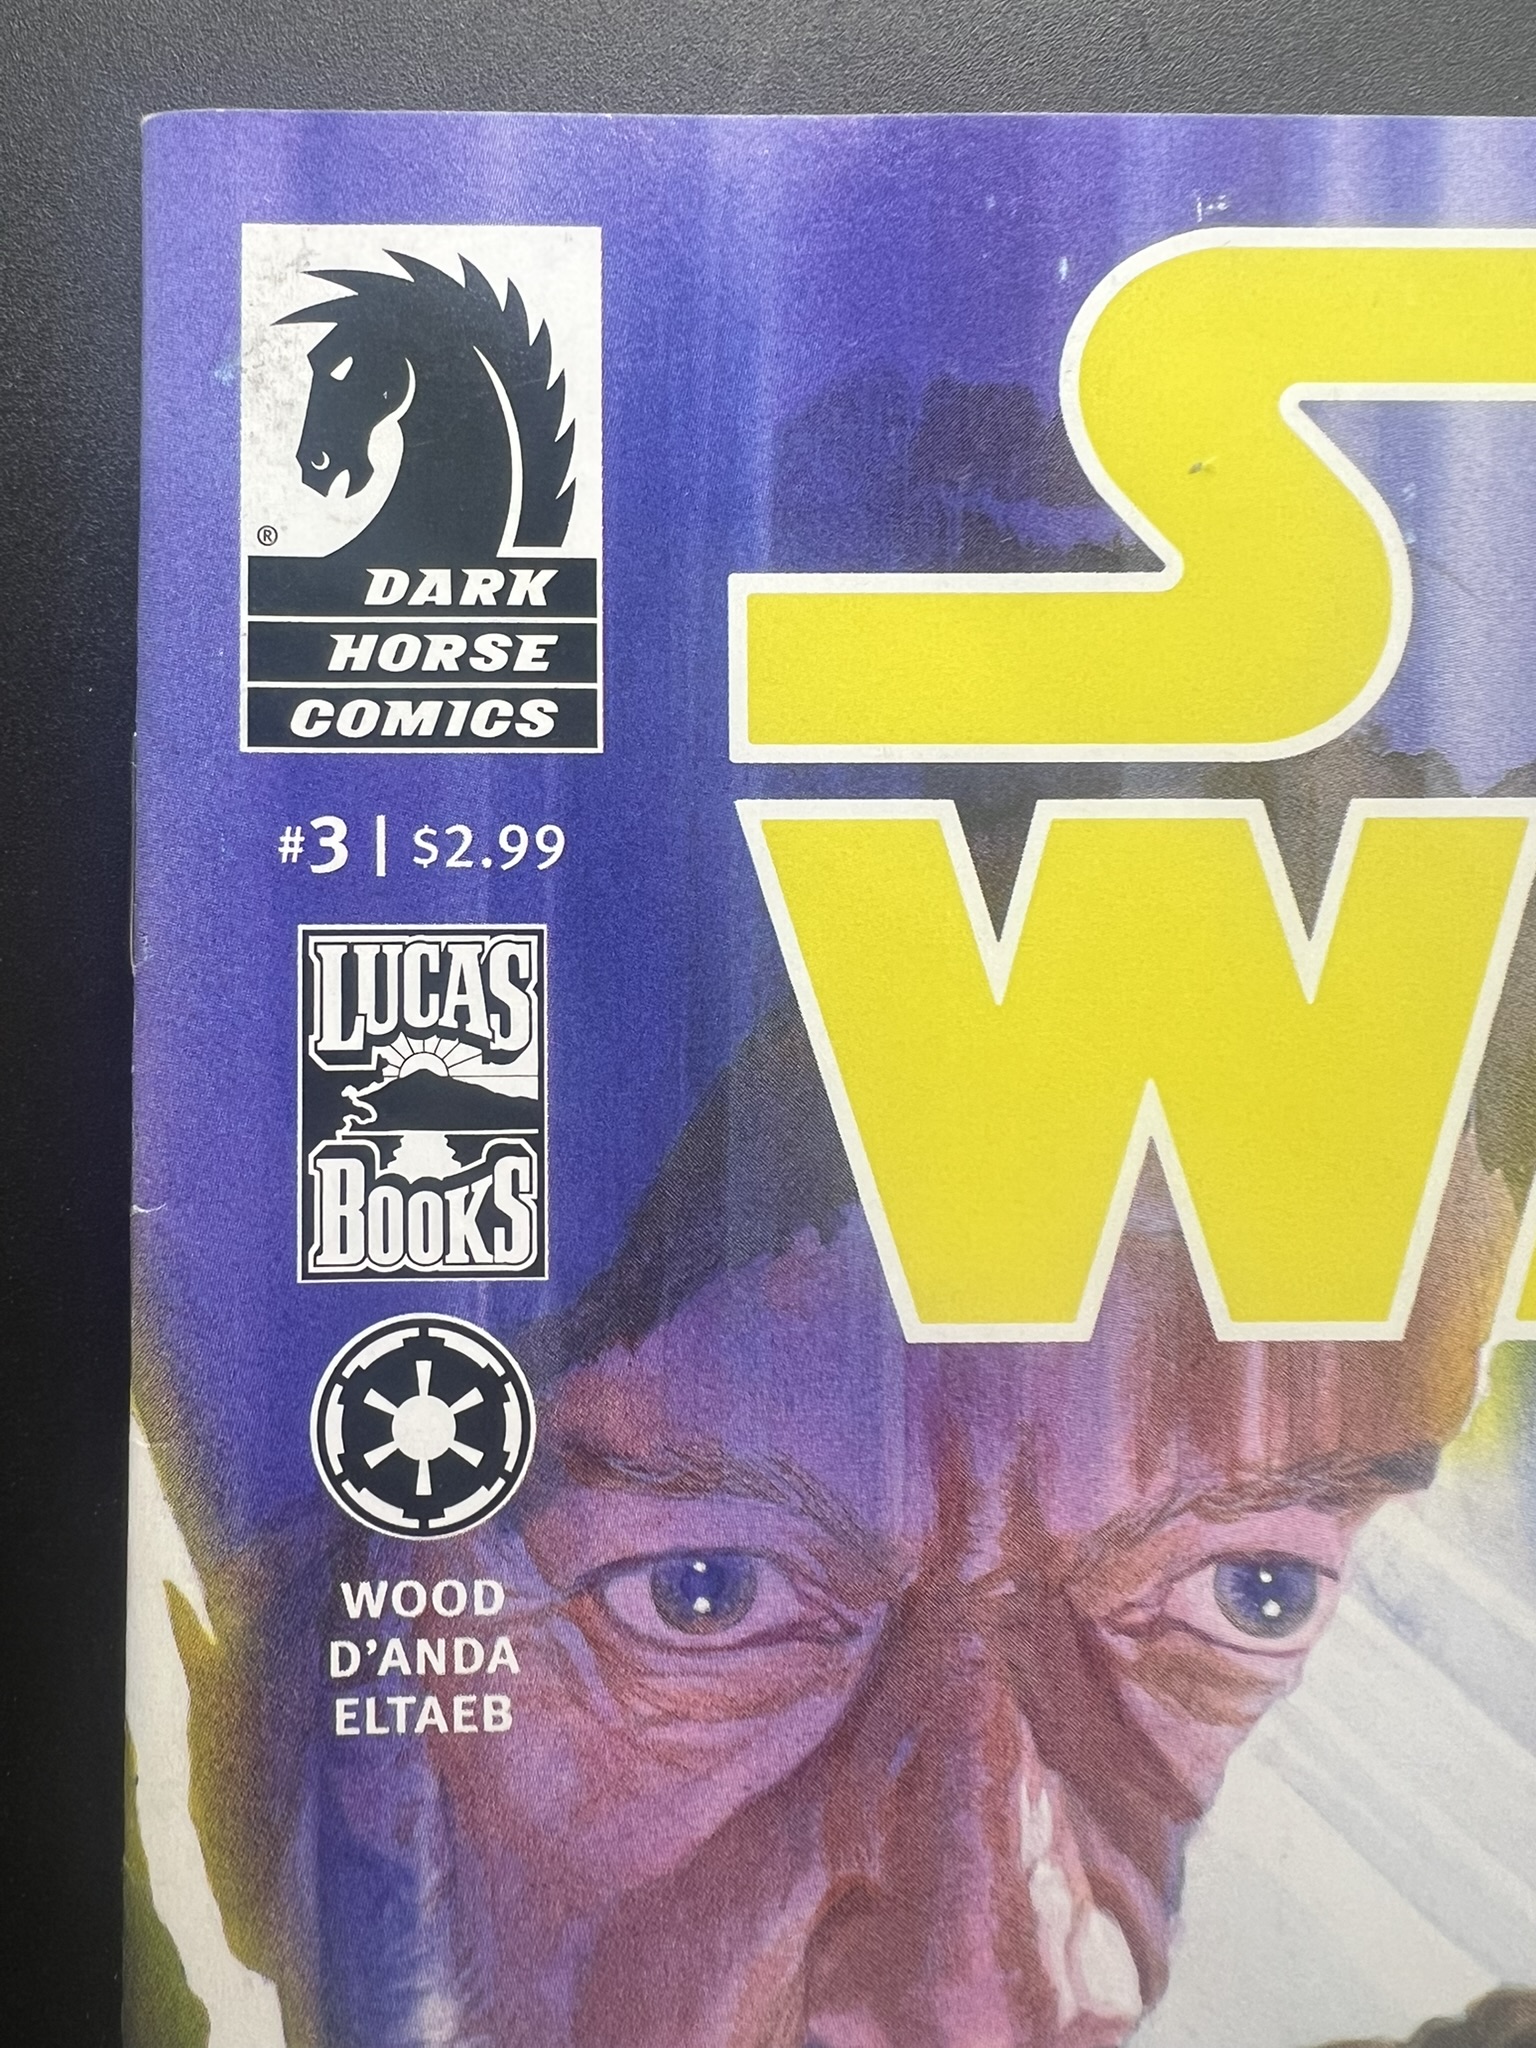 DARK
HORSE
COMICS
®
#3 | $2.99
LUCAS
BOOKS
WOOD
D'ANDA
ELTAEB
S
W